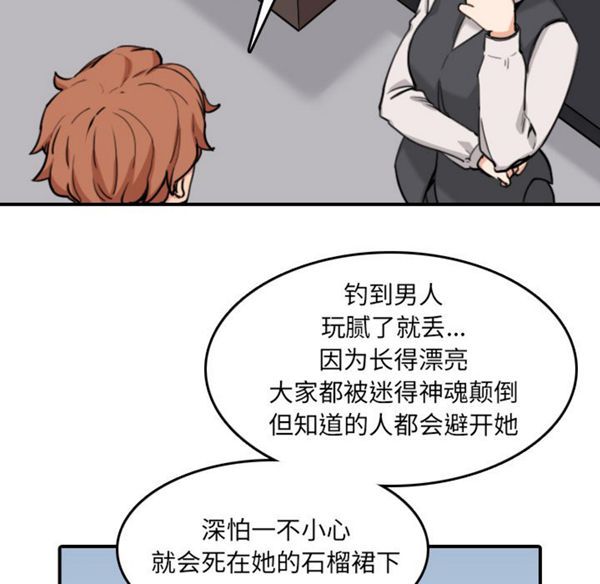 钓到男人
玩腻了就丢...
因为长得漂亮
大家都被迷得神魂颠倒
但知道的人都会避开她
深怕一不小心
就会死在她的石榴裙下